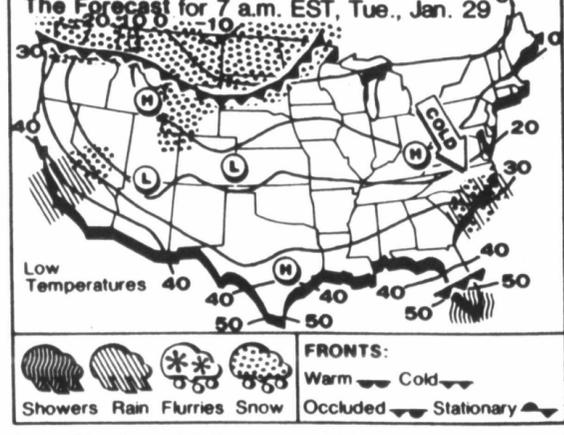 The Forecast for 7 a.m. EST, Tue., Jan. 29
20 10 0 -10
30
0
H
40
COLD
20
H
L
L
30
H
Low
Temperatures
40
40
40
40
40
50
50
50
50
Showers Rain Flurries Snow
FRONTS:
Warm Cold
Occluded Stationary